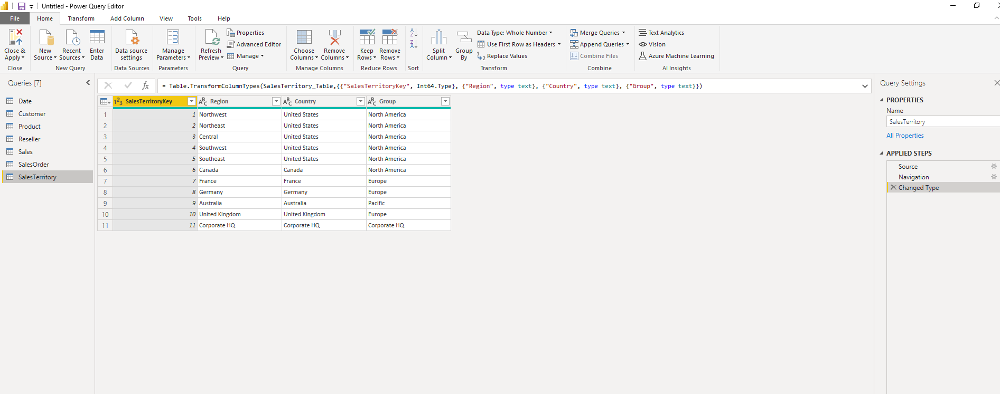 Untitled - Power Query Editor
File Home Transform Add Column View Tools Help
Close & Apply
New Source
Recent Sources
Enter Data
Data source settings
Manage Parameters
Refresh Preview
Properties
Advanced Editor
Manage
Choose Columns
Remove Columns
Keep Rows
Remove Rows
Split Column
Group By
Data Type: Whole Number
Use First Row as Headers
Replace Values
Merge Queries
Append Queries
Combine Files
Text Analytics
Vision
Azure Machine Learning
Close New Query Data Sources Parameters Query Manage Columns Reduce Rows Sort Transform Combine AI Insights
Queries [7]
Date
Customer
Product
Reseller
Sales
SalesOrder
SalesTerritory
fx = Table.TransformColumnTypes(SalesTerritory_Table,{{"SalesTerritoryKey", Int64.Type}, {"Region", type text}, {"Country", type text}, {"Group", type text}})
123 SalesTerritoryKey ABC Region ABC Country ABC Group
1 1 Northwest United States North America
2 2 Northeast United States North America
3 3 Central United States North America
4 4 Southwest United States North America
5 5 Southeast United States North America
6 6 Canada Canada North America
7 7 France France Europe
8 8 Germany Germany Europe
9 9 Australia Australia Pacific
10 10 United Kingdom United Kingdom Europe
11 11 Corporate HQ Corporate HQ Corporate HQ
Query Settings
PROPERTIES
Name
SalesTerritory
All Properties
APPLIED STEPS
Source
Navigation
Changed Type